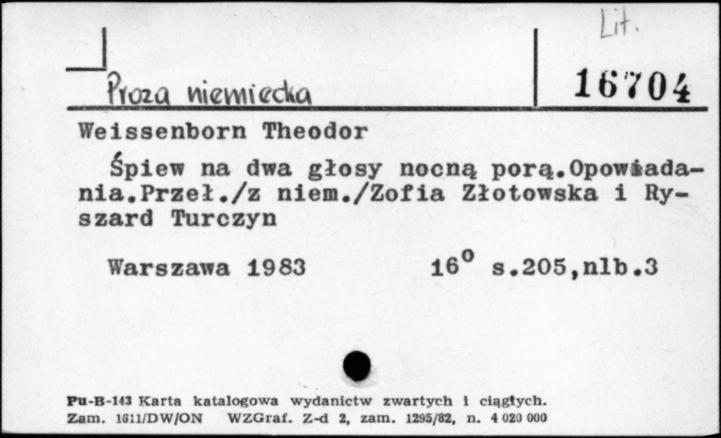 Lit.
Proza niemiecka
16704
Weissenborn Theodor
Śpiew na dwa głosy nocną porą.Opowiada-
nia.Przeł./z niem./Zofia Złotowska i Ry-
szard Turczyn
Warszawa 1983 16° s.205,nlb.3
Pu-B-143 Karta katalogowa wydanictw zwartych i ciągłych.
Zam. 1611/DW/ON WZGraf. Z-d 2, zam. 1295/82, n. 4 020 000